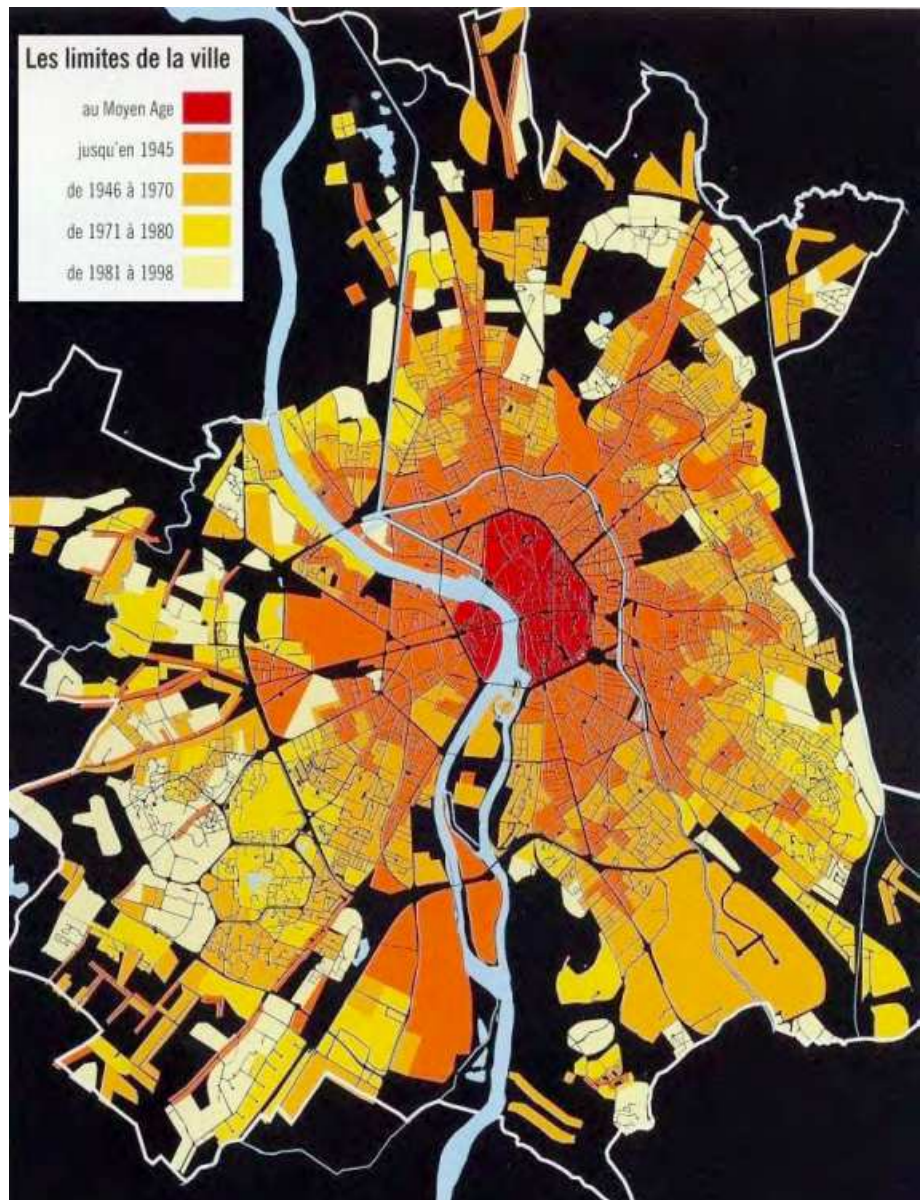 Les limites de la ville
au Moyen Age
jusqu'en 1945
de 1946 à 1970
de 1971 à 1980
de 1981 à 1998